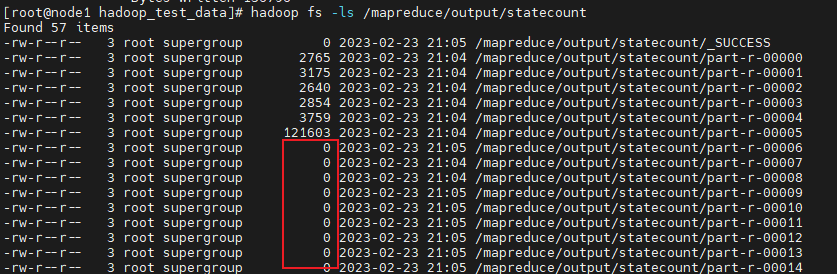 Bytes Written=138796
[root@node1 hadoop_test_data]# hadoop fs -ls /mapreduce/output/statecount
Found 57 items
-rw-r--r--   3 root supergroup          0 2023-02-23 21:05 /mapreduce/output/statecount/_SUCCESS
-rw-r--r--   3 root supergroup       2765 2023-02-23 21:04 /mapreduce/output/statecount/part-r-00000
-rw-r--r--   3 root supergroup       3175 2023-02-23 21:04 /mapreduce/output/statecount/part-r-00001
-rw-r--r--   3 root supergroup       2640 2023-02-23 21:04 /mapreduce/output/statecount/part-r-00002
-rw-r--r--   3 root supergroup       2854 2023-02-23 21:04 /mapreduce/output/statecount/part-r-00003
-rw-r--r--   3 root supergroup       3759 2023-02-23 21:04 /mapreduce/output/statecount/part-r-00004
-rw-r--r--   3 root supergroup     121603 2023-02-23 21:04 /mapreduce/output/statecount/part-r-00005
-rw-r--r--   3 root supergroup          0 2023-02-23 21:05 /mapreduce/output/statecount/part-r-00006
-rw-r--r--   3 root supergroup          0 2023-02-23 21:04 /mapreduce/output/statecount/part-r-00007
-rw-r--r--   3 root supergroup          0 2023-02-23 21:04 /mapreduce/output/statecount/part-r-00008
-rw-r--r--   3 root supergroup          0 2023-02-23 21:05 /mapreduce/output/statecount/part-r-00009
-rw-r--r--   3 root supergroup          0 2023-02-23 21:05 /mapreduce/output/statecount/part-r-00010
-rw-r--r--   3 root supergroup          0 2023-02-23 21:05 /mapreduce/output/statecount/part-r-00011
-rw-r--r--   3 root supergroup          0 2023-02-23 21:05 /mapreduce/output/statecount/part-r-00012
-rw-r--r--   3 root supergroup          0 2023-02-23 21:05 /mapreduce/output/statecount/part-r-00013
-rw-r--r--   3 root supergroup          0 2023-02-23 21:05 /mapreduce/output/statecount/part-r-00014